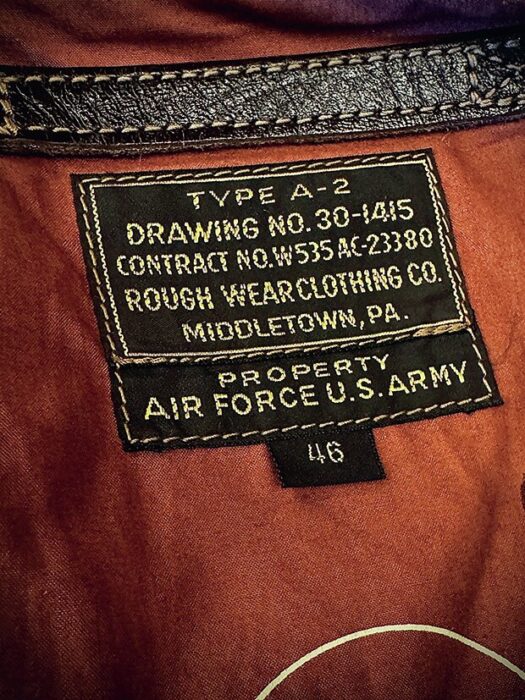 TYPE A-2
DRAWING NO. 30-1415
CONTRACT NO. W535 AC-23380
ROUGH WEAR CLOTHING CO.
MIDDLETOWN, PA.
PROPERTY
AIR FORCE U.S. ARMY
46